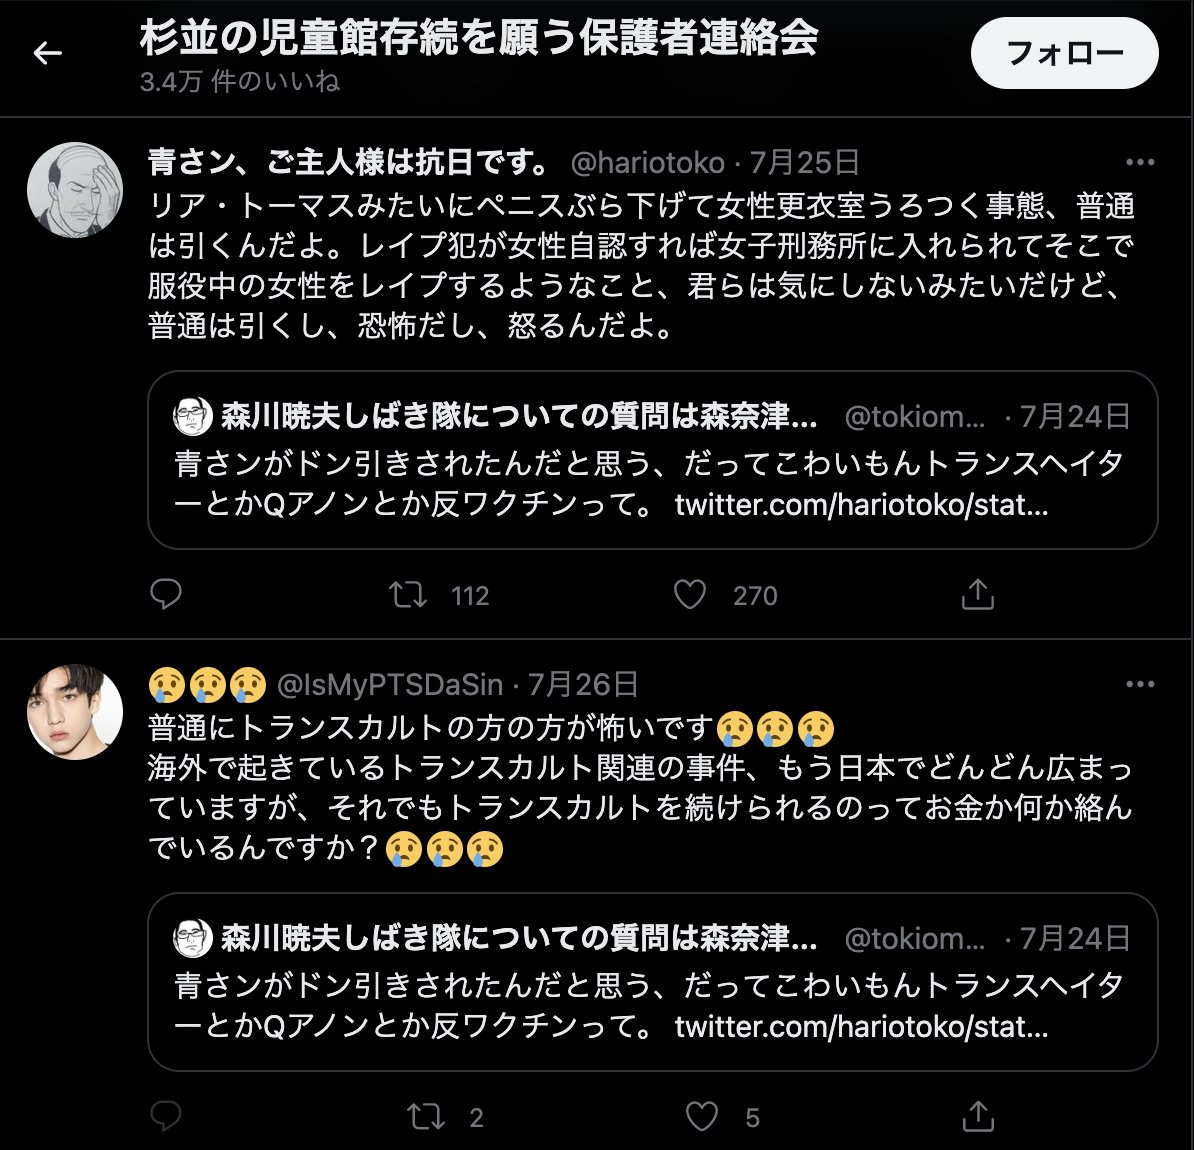 杉並の児童館存続を願う保護者連絡会
3.4万 件のいいね
フォロー
青さン、ご主人様は抗日です。 @hariotoko · 7月25日
リア・トーマスみたいにペニスぶら下げて女性更衣室うろつく事態、普通
は引くんだよ。レイプ犯が女性自認すれば女子刑務所に入れられてそこで
服役中の女性をレイプするようなこと、君らは気にしないみたいだけど、
普通は引くし、恐怖だし、怒るんだよ。
森川暁夫しばき隊についての質問は森奈津... @tokiom... · 7月24日
青さンがドン引きされたんだと思う、だってこわいもんトランスヘイタ
ーとかQアノンとか反ワクチンって。 twitter.com/hariotoko/stat...
112
270
😢😢😢 @IsMyPTSDaSin · 7月26日
普通にトランスカルトの方の方が怖いです😢😢😢
海外で起きているトランスカルト関連の事件、もう日本でどんどん広まっ
ていますが、それでもトランスカルトを続けられるのってお金か何か絡ん
でいるんですか？😢😢😢
森川暁夫しばき隊についての質問は森奈津... @tokiom... · 7月24日
青さンがドン引きされたんだと思う、だってこわいもんトランスヘイタ
ーとかQアノンとか反ワクチンって。 twitter.com/hariotoko/stat...
2
5